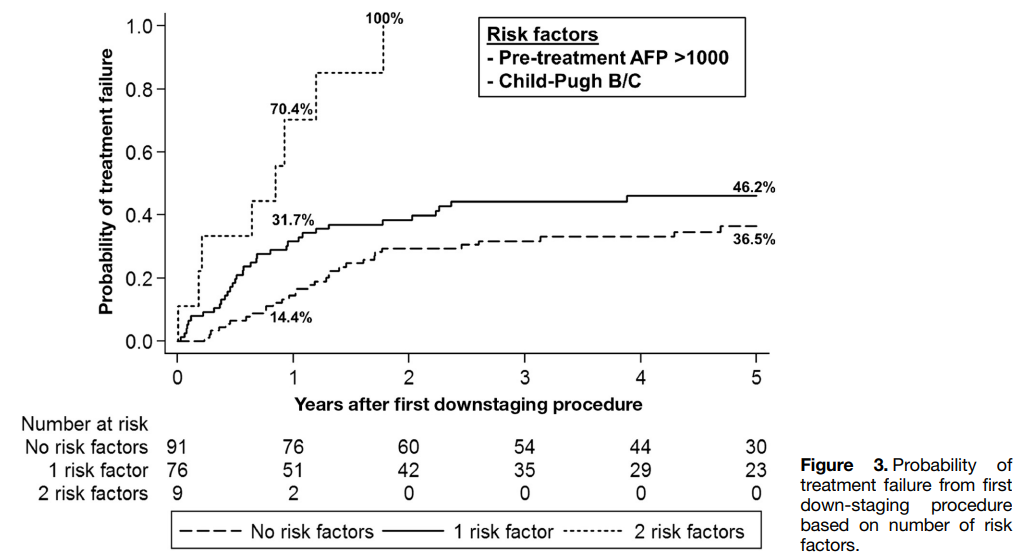 100%
1.0
Risk factors
- Pre-treatment AFP >1000
- Child-Pugh B/C
0.8
70.4%
0.6
46.2%
0.4
31.7%
36.5%
0.2
14.4%
0.0
Probability of treatment failure
0 1 2 3 4 5
Years after first downstaging procedure
Number at risk
No risk factors 91 76 60 54 44 30
1 risk factor 76 51 42 35 29 23
2 risk factors 9 2 0 0 0 0
No risk factors 1 risk factor 2 risk factors
Figure 3. Probability of
treatment failure from first
down-staging procedure
based on number of risk
factors.